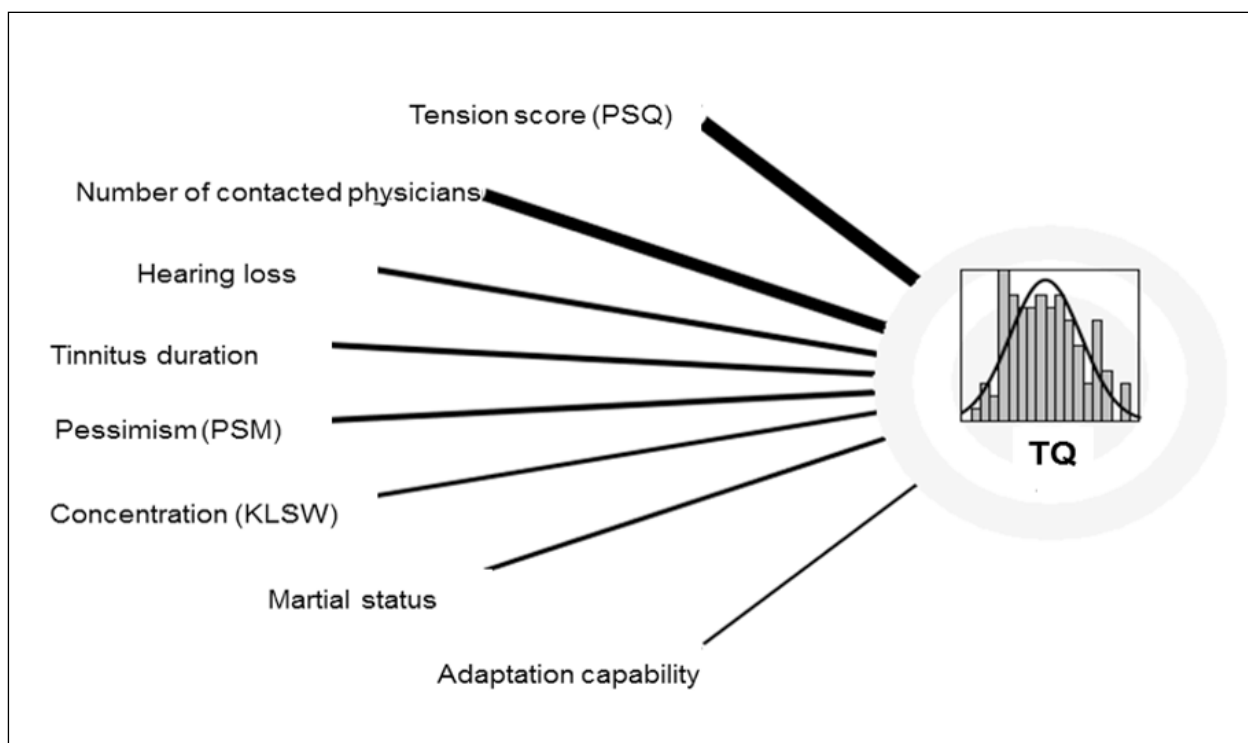 Tension score (PSQ)
Number of contacted physicians
Hearing loss
Tinnitus duration
Pessimism (PSM)
Concentration (KLSW)
Martial status
Adaptation capability
TQ